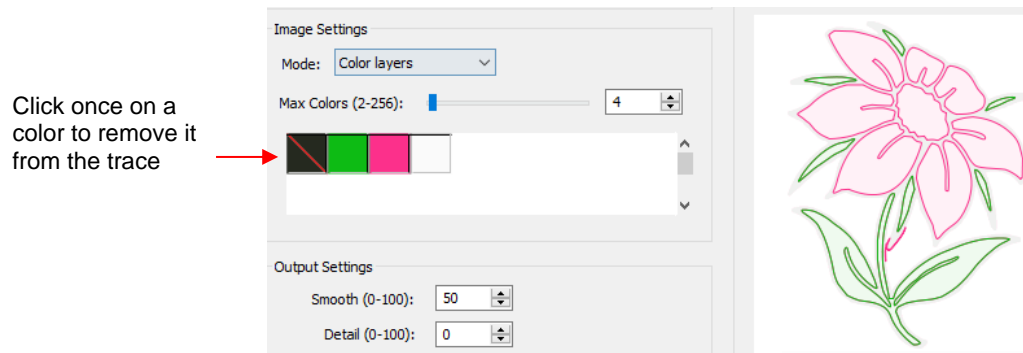 Image Settings
Mode: Color layers
Max Colors (2-256): 4
Click once on a
color to remove it
from the trace
Output Settings
Smooth (0-100): 50
Detail (0-100): 0